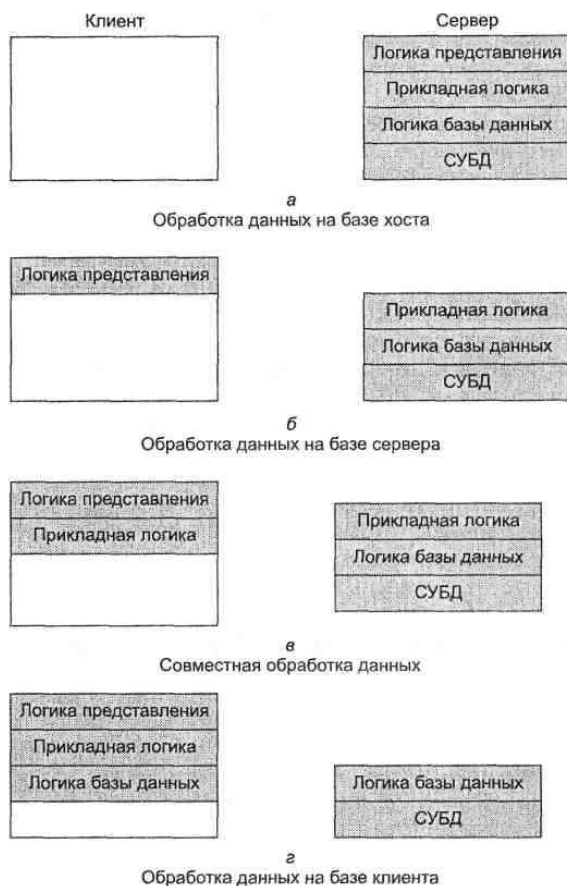 Клиент
Сервер
Логика представления
Прикладная логика
Логика базы данных
СУБД
а
Обработка данных на базе хоста
Логика представления
Прикладная логика
Логика базы данных
СУБД
б
Обработка данных на базе сервера
Логика представления
Прикладная логика
Прикладная логика
Логика базы данных
СУБД
в
Совместная обработка данных
Логика представления
Прикладная логика
Логика базы данных
Логика базы данных
СУБД
г
Обработка данных на базе клиента